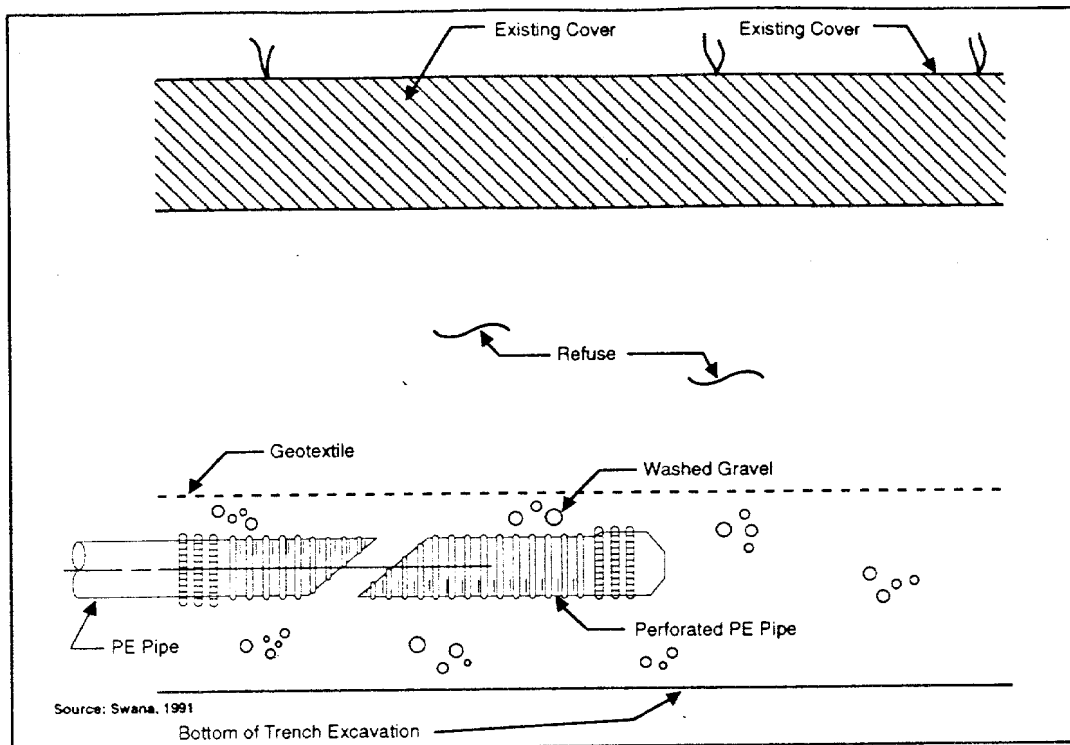 Existing Cover
Existing Cover
Refuse
Geotextile
Washed Gravel
PE Pipe
Perforated PE Pipe
Source: Swana, 1991
Bottom of Trench Excavation